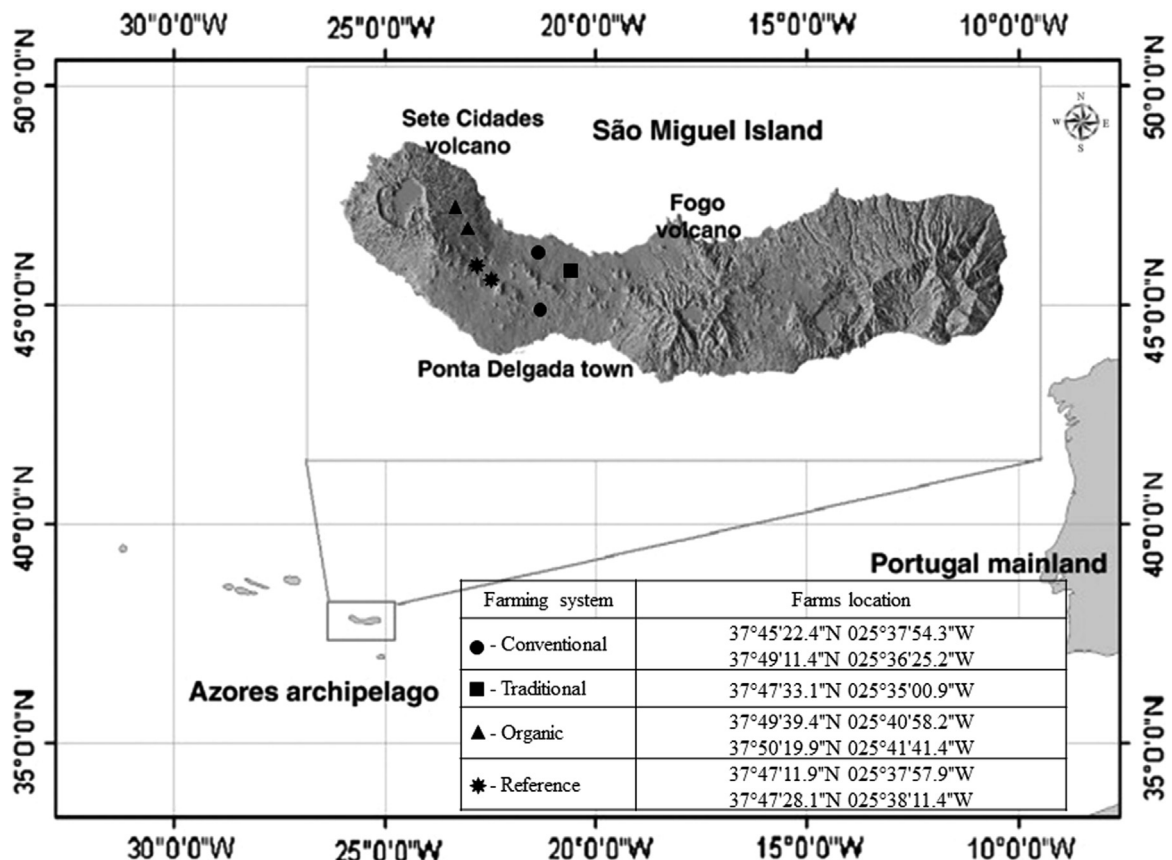 30°0'0"W 25°0'0"W 20°0'0"W 15°0'0"W 10°0'0"W
50°0'0"N
50°0'0"N
N
W E
S
Sete Cidades
volcano
São Miguel Island
Fogo
volcano
45°0'0"N
45°0'0"N
Ponta Delgada town
40°0'0"N
40°0'0"N
Portugal mainland
Azores archipelago
Farming system Farms location
- Conventional
37°45'22.4"N 025°37'54.3"W
37°49'11.4"N 025°36'25.2"W
- Traditional 37°47'33.1"N 025°35'00.9"W
- Organic
37°49'39.4"N 025°40'58.2"W
37°50'19.9"N 025°41'41.4"W
- Reference
37°47'11.9"N 025°37'57.9"W
37°47'28.1"N 025°38'11.4"W
35°0'0"N
35°0'0"N
30°0'0"W 25°0'0"W 20°0'0"W 15°0'0"W 10°0'0"W